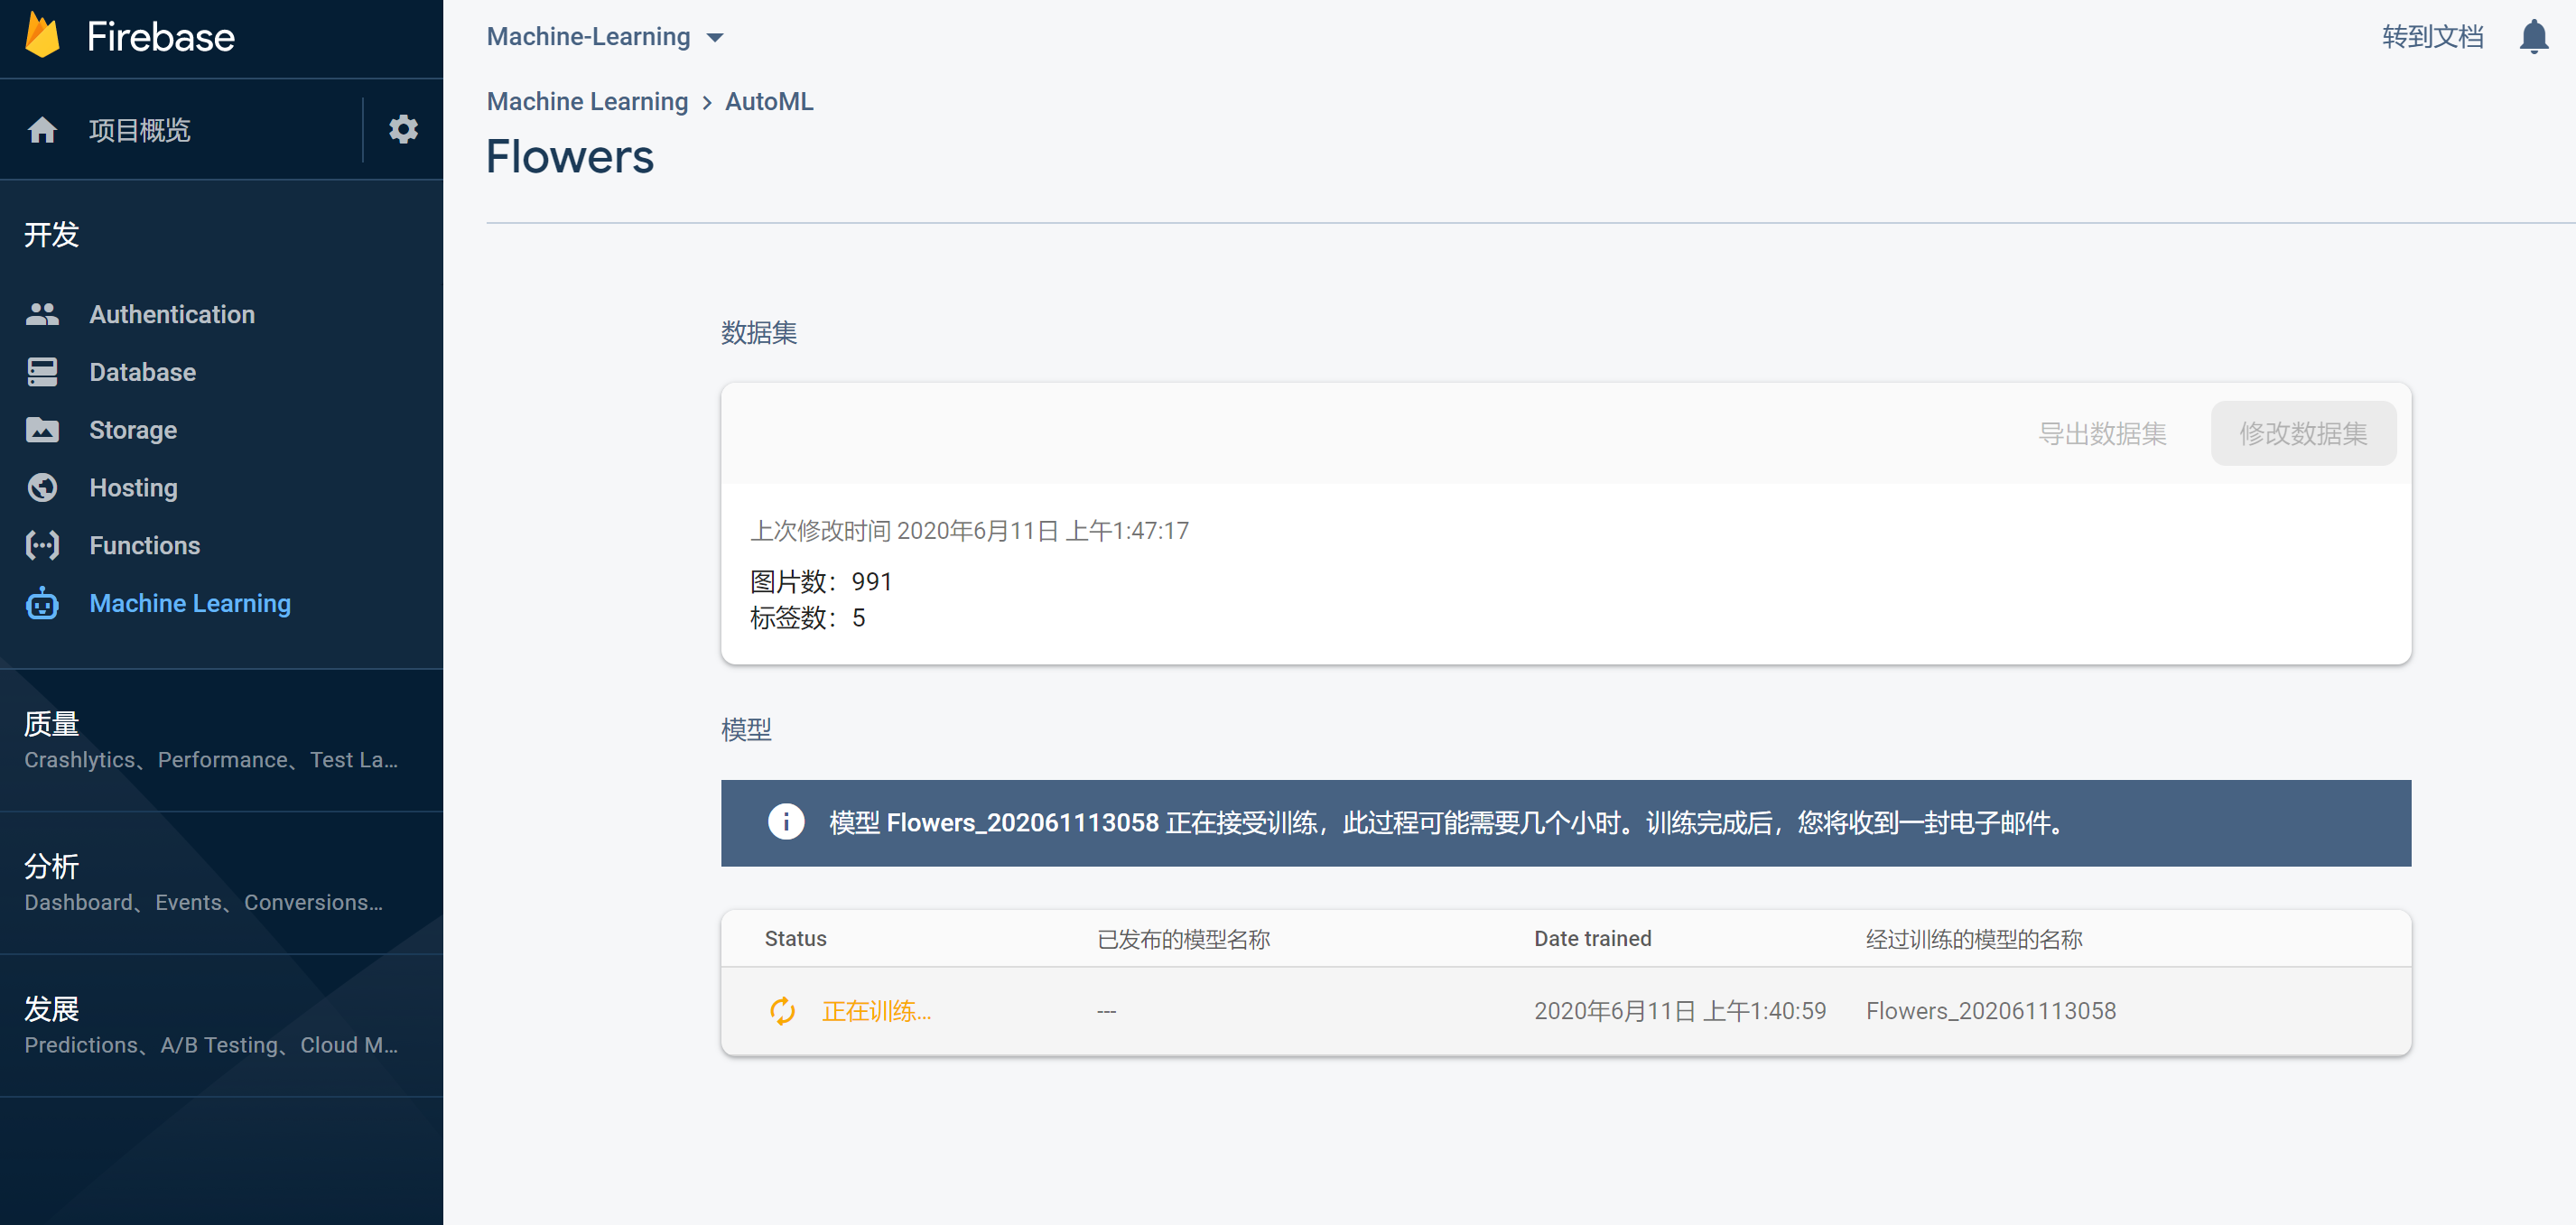 Firebase
项目概览
开发
Authentication
Database
Storage
Hosting
Functions
Machine Learning
质量
Crashlytics、Performance、Test La...
分析
Dashboard、Events、Conversions...
发展
Predictions、A/B Testing、Cloud M...
Machine-Learning
转到文档
Machine Learning > AutoML
Flowers
数据集
导出数据集
修改数据集
上次修改时间 2020年6月11日 上午1:47:17
图片数：991
标签数：5
模型
模型 Flowers_202061113058 正在接受训练，此过程可能需要几个小时。训练完成后，您将收到一封电子邮件。
Status 已发布的模型名称 Date trained 经过训练的模型的名称
正在训练... --- 2020年6月11日 上午1:40:59 Flowers_202061113058